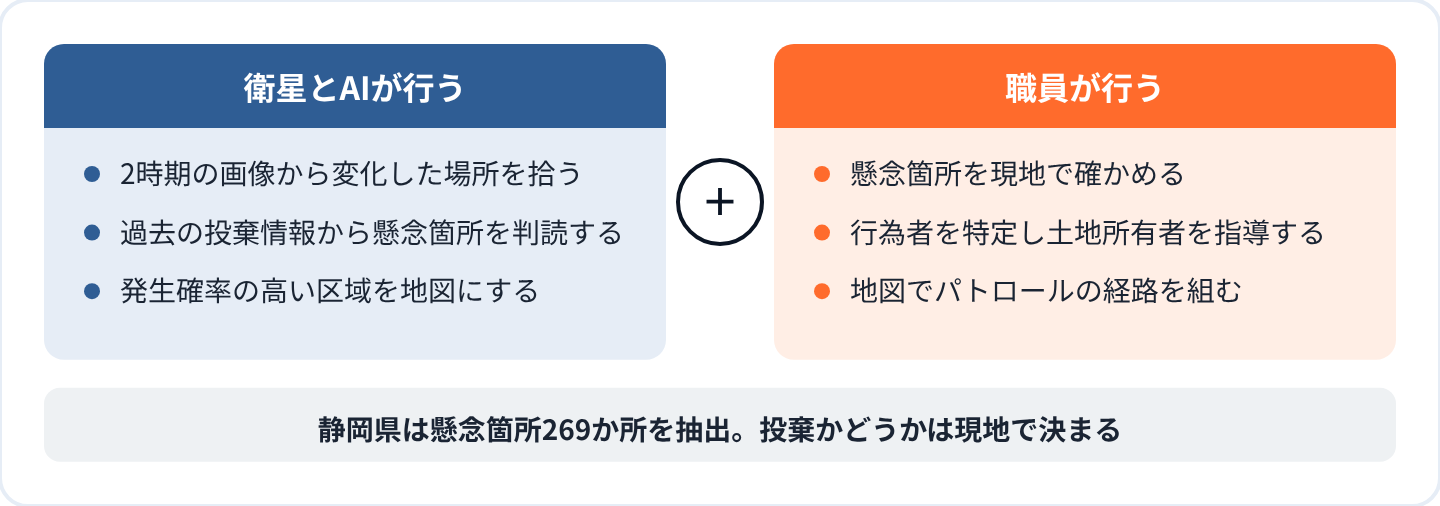 衛星とAIが行う
2時期の画像から変化した場所を拾う
過去の投棄情報から懸念箇所を判読する
発生確率の高い区域を地図にする
+
職員が行う
懸念箇所を現地で確かめる
行為者を特定し土地所有者を指導する
地図でパトロールの経路を組む
静岡県は懸念箇所269か所を抽出。投棄かどうかは現地で決まる